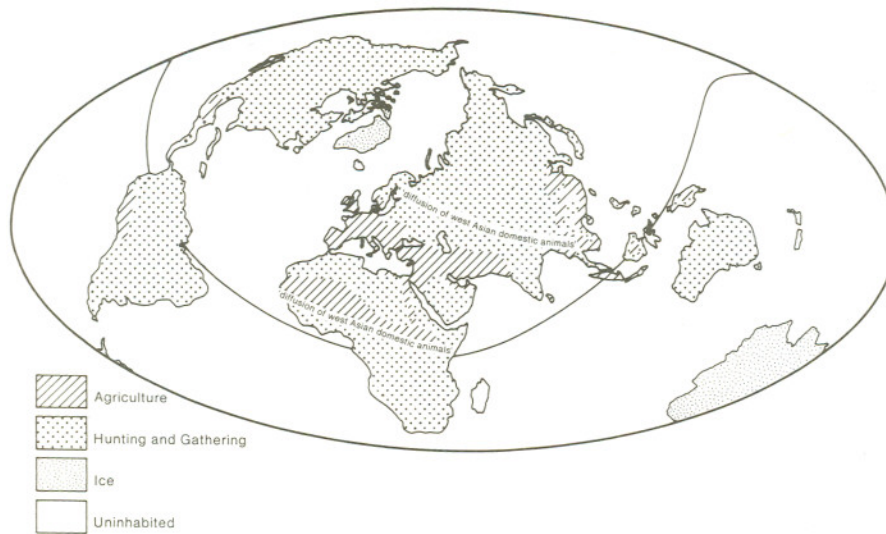 diffusion of west Asian domestic animals
diffusion of west Asian domestic animals
Agriculture
Hunting and Gathering
Ice
Uninhabited